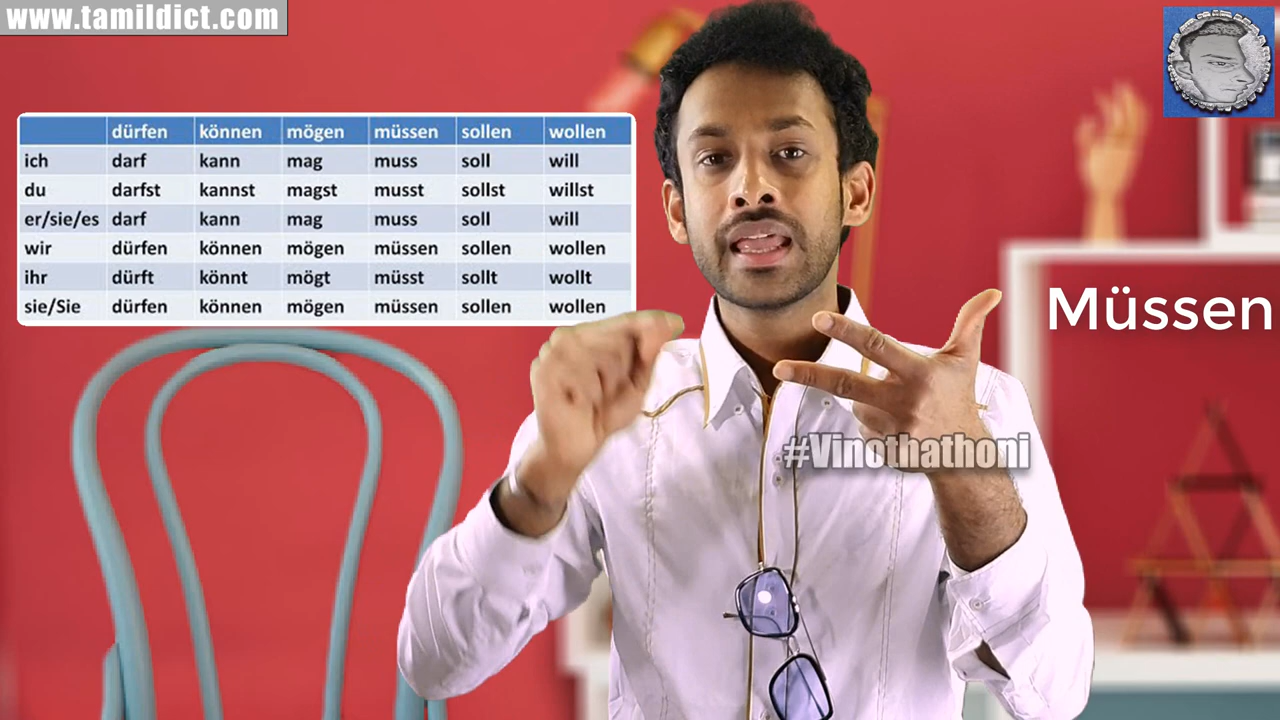 www.tamildict.com
dürfen können mögen müssen sollen wollen
ich darf kann mag muss soll will
du darfst kannst magst musst sollst willst
er/sie/es darf kann mag muss soll will
wir dürfen können mögen müssen sollen wollen
ihr dürft könnt mögt müsst sollt wollt
sie/Sie dürfen können mögen müssen sollen wollen
Müssen
#Vinothathoni